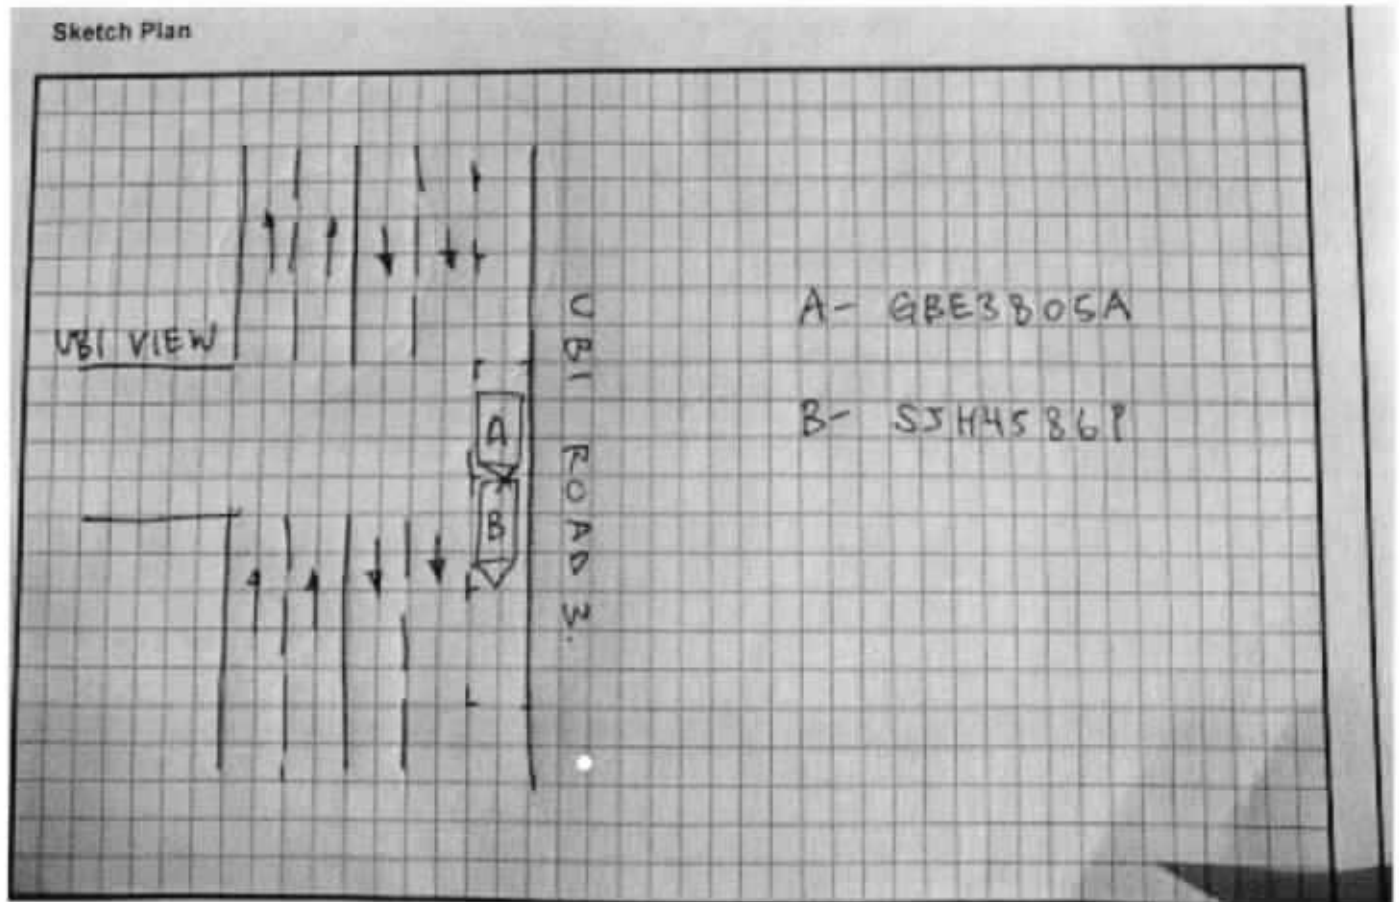 Sketch Plan
UBI VIEW
A
B
UBI ROAD 3.
A- GBE3805A
B- SJH4586P